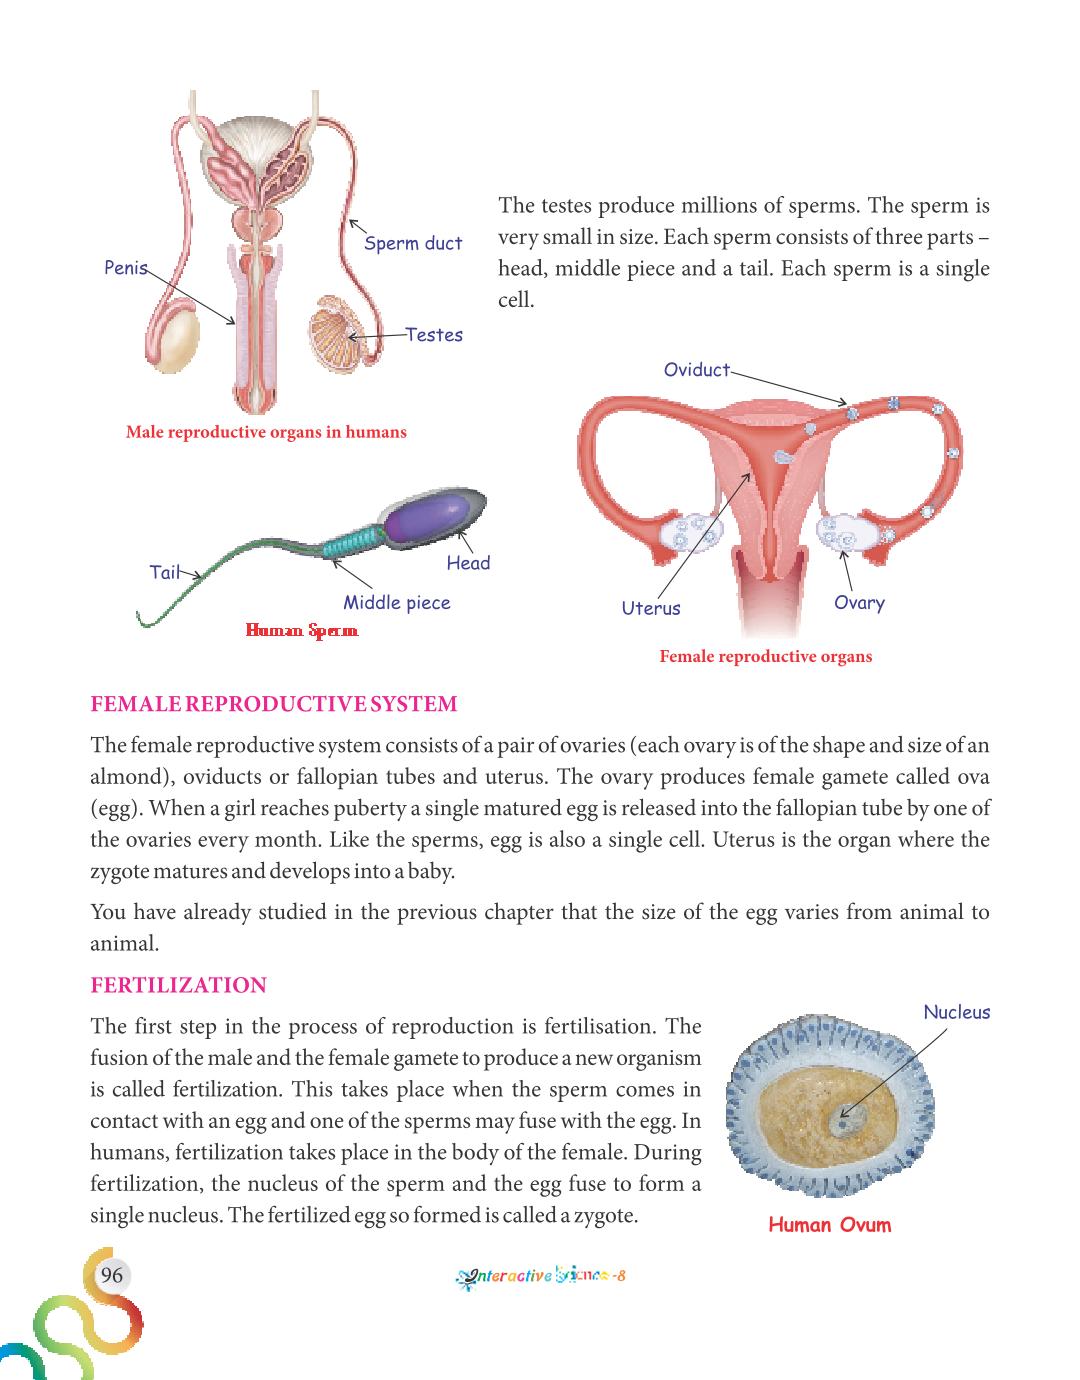 Penis
Sperm duct
Testes
Male reproductive organs in humans
The testes produce millions of sperms. The sperm is
very small in size. Each sperm consists of three parts –
head, middle piece and a tail. Each sperm is a single
cell.
Tail
Head
Middle piece
Human Sperm
Oviduct
Uterus
Ovary
Female reproductive organs
FEMALE REPRODUCTIVE SYSTEM
The female reproductive system consists of a pair of ovaries (each ovary is of the shape and size of an
almond), oviducts or fallopian tubes and uterus. The ovary produces female gamete called ova
(egg). When a girl reaches puberty a single matured egg is released into the fallopian tube by one of
the ovaries every month. Like the sperms, egg is also a single cell. Uterus is the organ where the
zygote matures and develops into a baby.
You have already studied in the previous chapter that the size of the egg varies from animal to
animal.
FERTILIZATION
The first step in the process of reproduction is fertilisation. The
fusion of the male and the female gamete to produce a new organism
is called fertilization. This takes place when the sperm comes in
contact with an egg and one of the sperms may fuse with the egg. In
humans, fertilization takes place in the body of the female. During
fertilization, the nucleus of the sperm and the egg fuse to form a
single nucleus. The fertilized egg so formed is called a zygote.
Nucleus
Human Ovum
96
Interactive Science-8